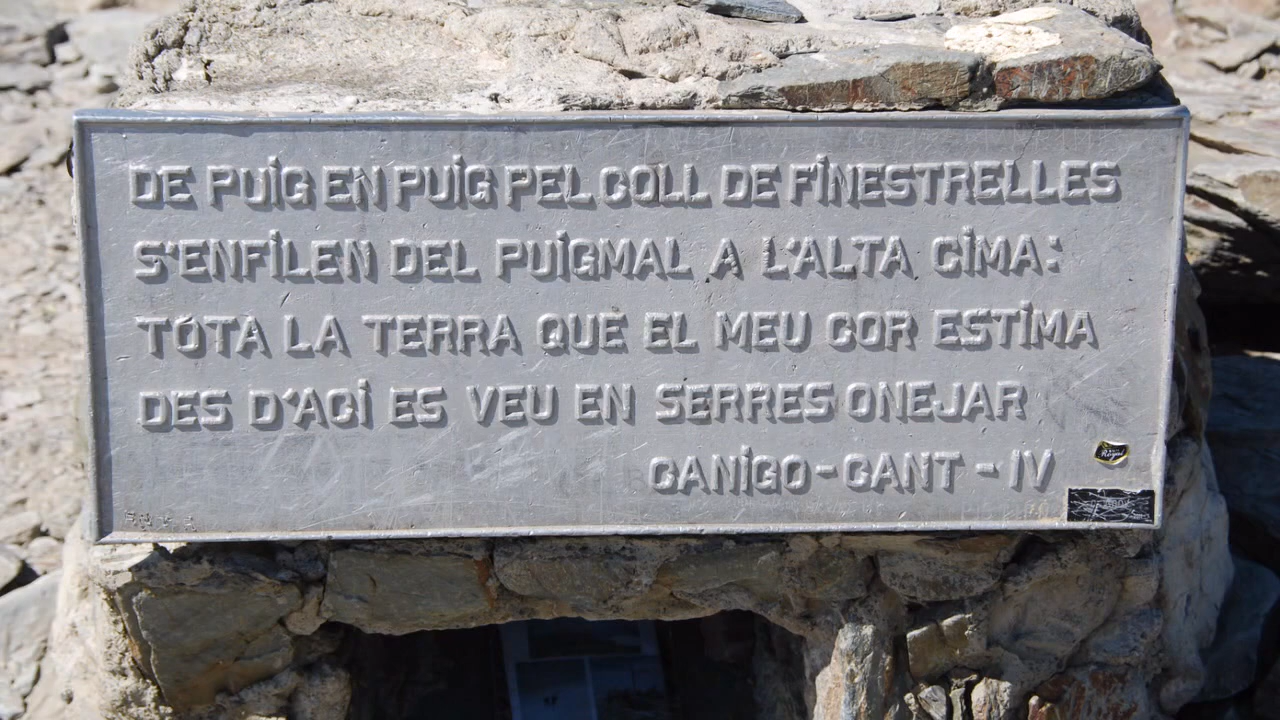 DE PUiG EN PUiG PEL COLL DE FiNESTRELLES
S'ENFiLEN DEL PUiGMAL A L'ALTA CiMA:
TÓTA LA TERRA QUE EL MEU COR ESTiMA
DES D'ACi ES VEU EN SERRES ONEJAR
CANiGO-CANT-IV